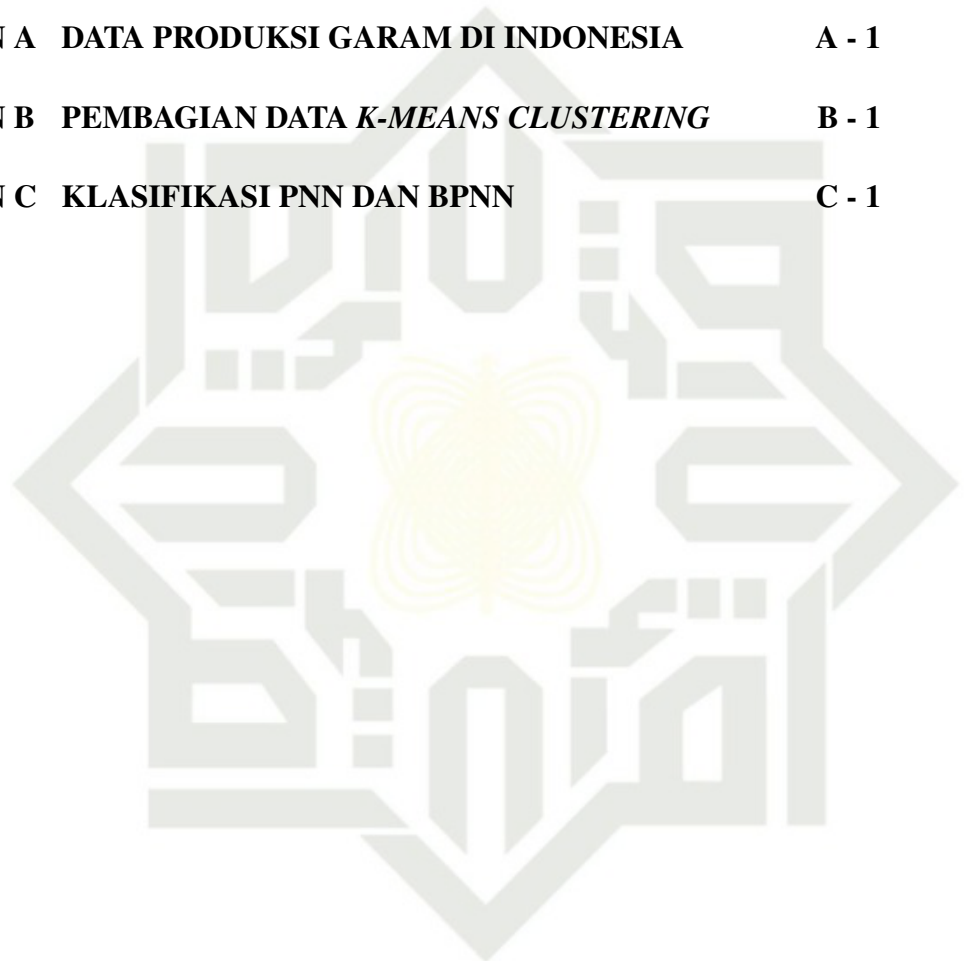 N A DATA PRODUKSI GARAM DI INDONESIA A - 1
N B PEMBAGIAN DATA K-MEANS CLUSTERING B - 1
N C KLASIFIKASI PNN DAN BPNN C - 1